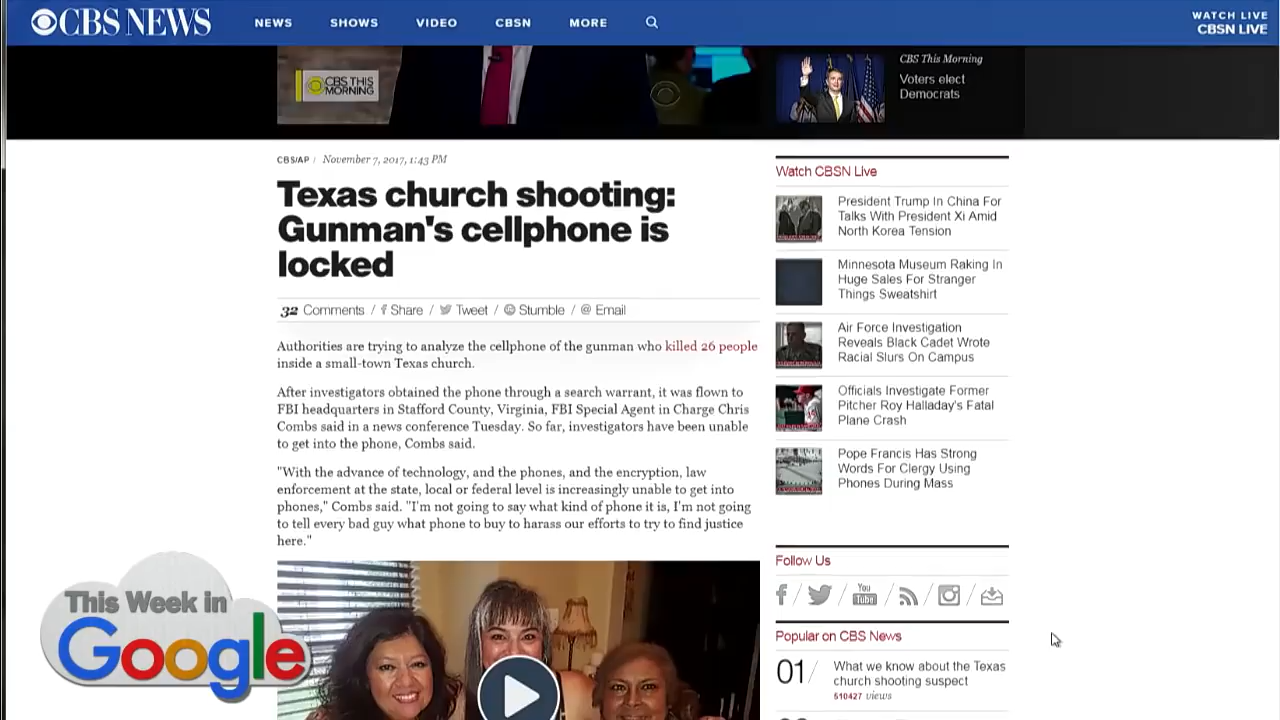 CBS NEWS
NEWS
SHOWS
VIDEO
CBSN
MORE
WATCH LIVE
CBSN LIVE
CBS THIS
MORNING
CBS This Morning
Voters elect
Democrats
CBS/AP / November 7, 2017, 1:43 PM
Texas church shooting:
Gunman's cellphone is
locked
32 Comments / f Share / Tweet / Stumble / @ Email
Authorities are trying to analyze the cellphone of the gunman who killed 26 people
inside a small-town Texas church.
After investigators obtained the phone through a search warrant, it was flown to
FBI headquarters in Stafford County, Virginia, FBI Special Agent in Charge Chris
Combs said in a news conference Tuesday. So far, investigators have been unable
to get into the phone, Combs said.
"With the advance of technology, and the phones, and the encryption, law
enforcement at the state, local or federal level is increasingly unable to get into
phones," Combs said. "I'm not going to say what kind of phone it is, I'm not going
to tell every bad guy what phone to buy to harass our efforts to try to find justice
here."
Watch CBSN Live
President Trump In China For
Talks With President Xi Amid
North Korea Tension
Minnesota Museum Raking In
Huge Sales For Stranger
Things Sweatshirt
Air Force Investigation
Reveals Black Cadet Wrote
Racial Slurs On Campus
Officials Investigate Former
Pitcher Roy Halladay's Fatal
Plane Crash
Pope Francis Has Strong
Words For Clergy Using
Phones During Mass
Follow Us
You
Tube
Popular on CBS News
01/
What we know about the Texas
church shooting suspect
510427 views
This Week in
Google